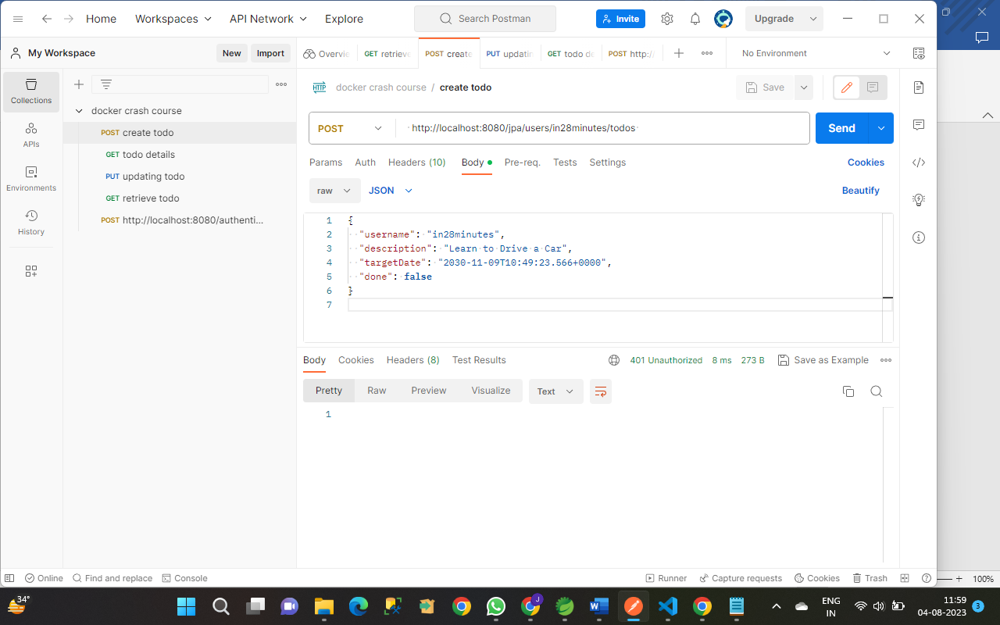 Home
Workspaces
API Network
Explore
Search Postman
Invite
Upgrade
My Workspace
New
Import
Overvie
GET retrieve
POST create
PUT updatin
GET todo de
POST http:/
No Environment
Collections
APIs
Environments
History
docker crash course
POST create todo
GET todo details
PUT updating todo
GET retrieve todo
POST http://localhost:8080/authenti...
HTTP docker crash course / create todo
Save
POST http://localhost:8080/jpa/users/in28minutes/todos
Send
Params Auth Headers (10) Body Pre-req. Tests Settings
Cookies
raw JSON
Beautify
1 {
2 "username": "in28minutes",
3 "description": "Learn to Drive a Car",
4 "targetDate": "2030-11-09T10:49:23.566+0000",
5 "done": false
6 }
7
Body Cookies Headers (8) Test Results
401 Unauthorized 8 ms 273 B Save as Example
Pretty Raw Preview Visualize Text
1
Online Find and replace Console
Runner Capture requests Cookies Trash
100%
34°
J
ENG
IN
11:59
04-08-2023
3